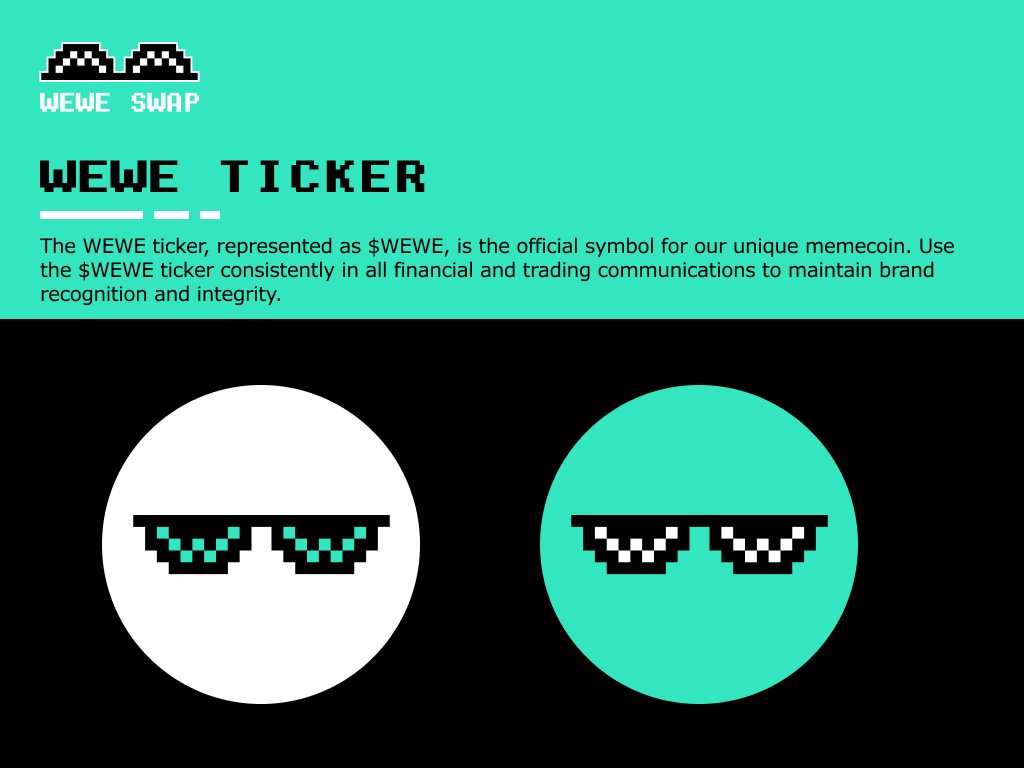 WEWE SWAP
WEWE TICKER
The WEWE ticker, represented as $WEWE, is the official symbol for our unique memecoin. Use
the $WEWE ticker consistently in all financial and trading communications to maintain brand
recognition and integrity.